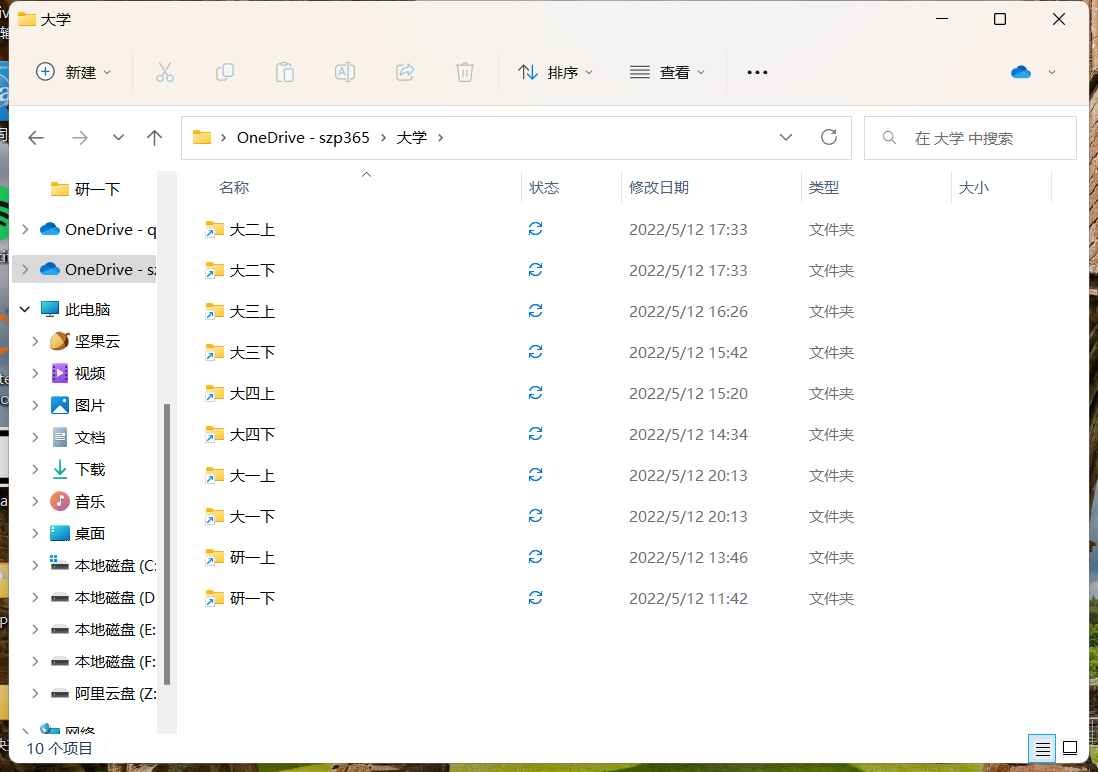 大学
新建
排序
查看
OneDrive - szp365
大学
在 大学 中搜索
研一下
OneDrive - q
OneDrive - sz
此电脑
坚果云
视频
图片
文档
下载
音乐
桌面
本地磁盘 (C:
本地磁盘 (D
本地磁盘 (E:
本地磁盘 (F:
阿里云盘 (Z:
网络
名称 状态 修改日期 类型 大小
大二上 2022/5/12 17:33 文件夹
大二下 2022/5/12 17:33 文件夹
大三上 2022/5/12 16:26 文件夹
大三下 2022/5/12 15:42 文件夹
大四上 2022/5/12 15:20 文件夹
大四下 2022/5/12 14:34 文件夹
大一上 2022/5/12 20:13 文件夹
大一下 2022/5/12 20:13 文件夹
研一上 2022/5/12 13:46 文件夹
研一下 2022/5/12 11:42 文件夹
10 个项目